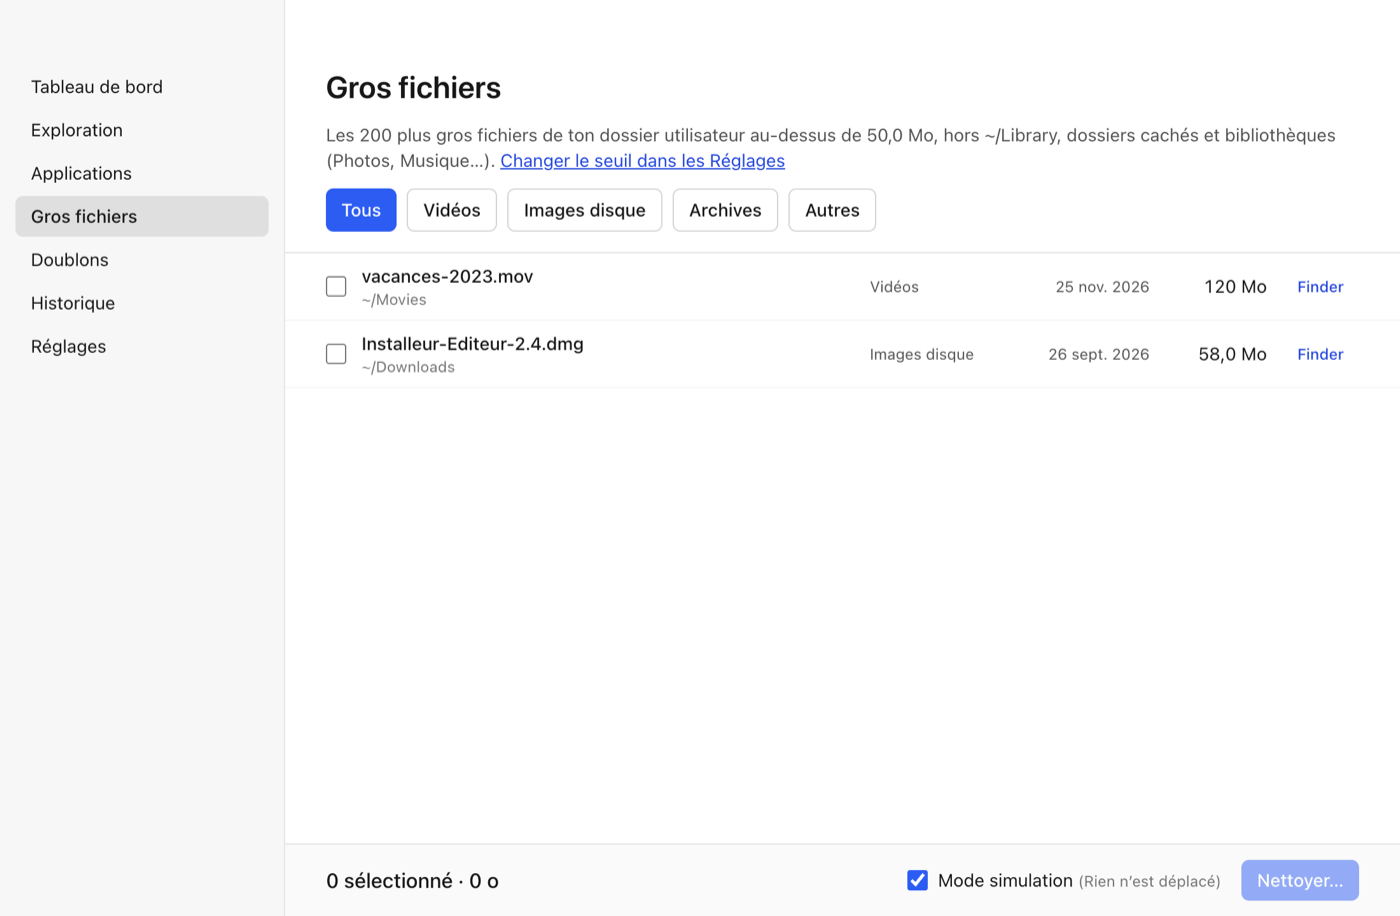 Tableau de bord
Exploration
Applications
Gros fichiers
Doublons
Historique
Réglages
Gros fichiers
Les 200 plus gros fichiers de ton dossier utilisateur au-dessus de 50,0 Mo, hors ~/Library, dossiers cachés et bibliothèques
(Photos, Musique…). Changer le seuil dans les Réglages
Tous Vidéos Images disque Archives Autres
vacances-2023.mov
~/Movies
Vidéos 25 nov. 2026 120 Mo Finder
Installeur-Editeur-2.4.dmg
~/Downloads
Images disque 26 sept. 2026 58,0 Mo Finder
0 sélectionné · 0 o
Mode simulation (Rien n’est déplacé) Nettoyer…